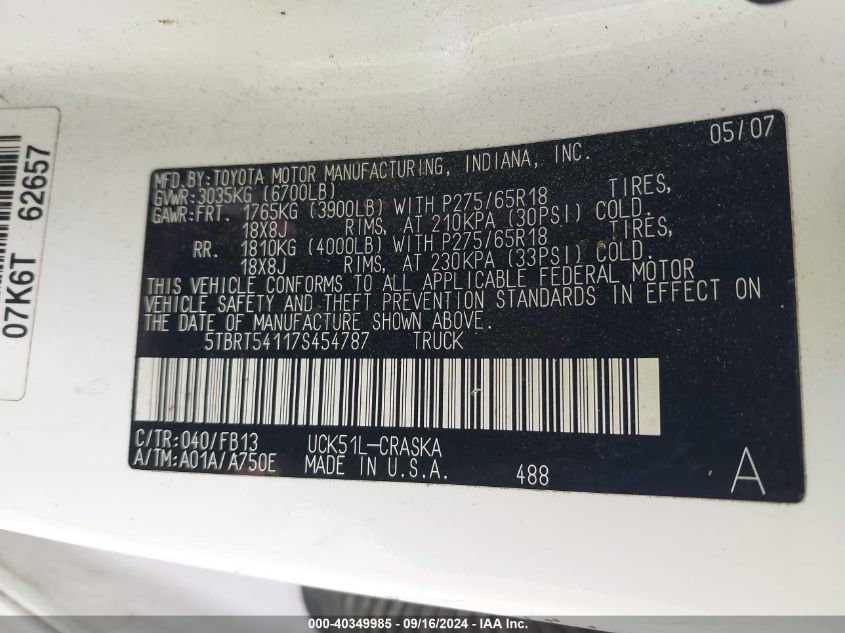 07K6T 62657
05/07
MFD.BY:TOYOTA MOTOR MANUFACTURING, INDIANA, INC.
GVWR:3035KG (6700LB)
GAWR:FRT. 1765KG (3900LB) WITH P275/65R18 TIRES,
18X8J RIMS, AT 210KPA (30PSI) COLD.
RR. 1810KG (4000LB) WITH P275/65R18 TIRES,
18X8J RIMS, AT 230KPA (33PSI) COLD.
THIS VEHICLE CONFORMS TO ALL APPLICABLE FEDERAL MOTOR
VEHICLE SAFETY AND THEFT PREVENTION STANDARDS IN EFFECT ON
THE DATE OF MANUFACTURE SHOWN ABOVE.
5TBRT54117S454787 TRUCK
C/TR:040/FB13 UCK51L-CRASKA
A/TM:A01A/A750E MADE IN U.S.A. 488 A
000-40349985 - 09/16/2024 - IAA Inc.